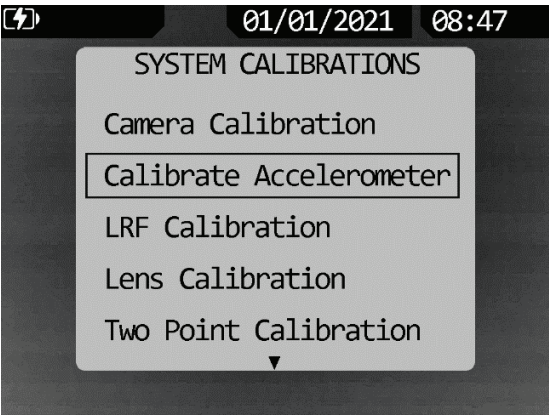 01/01/2021 08:47
SYSTEM CALIBRATIONS
Camera Calibration
Calibrate Accelerometer
LRF Calibration
Lens Calibration
Two Point Calibration